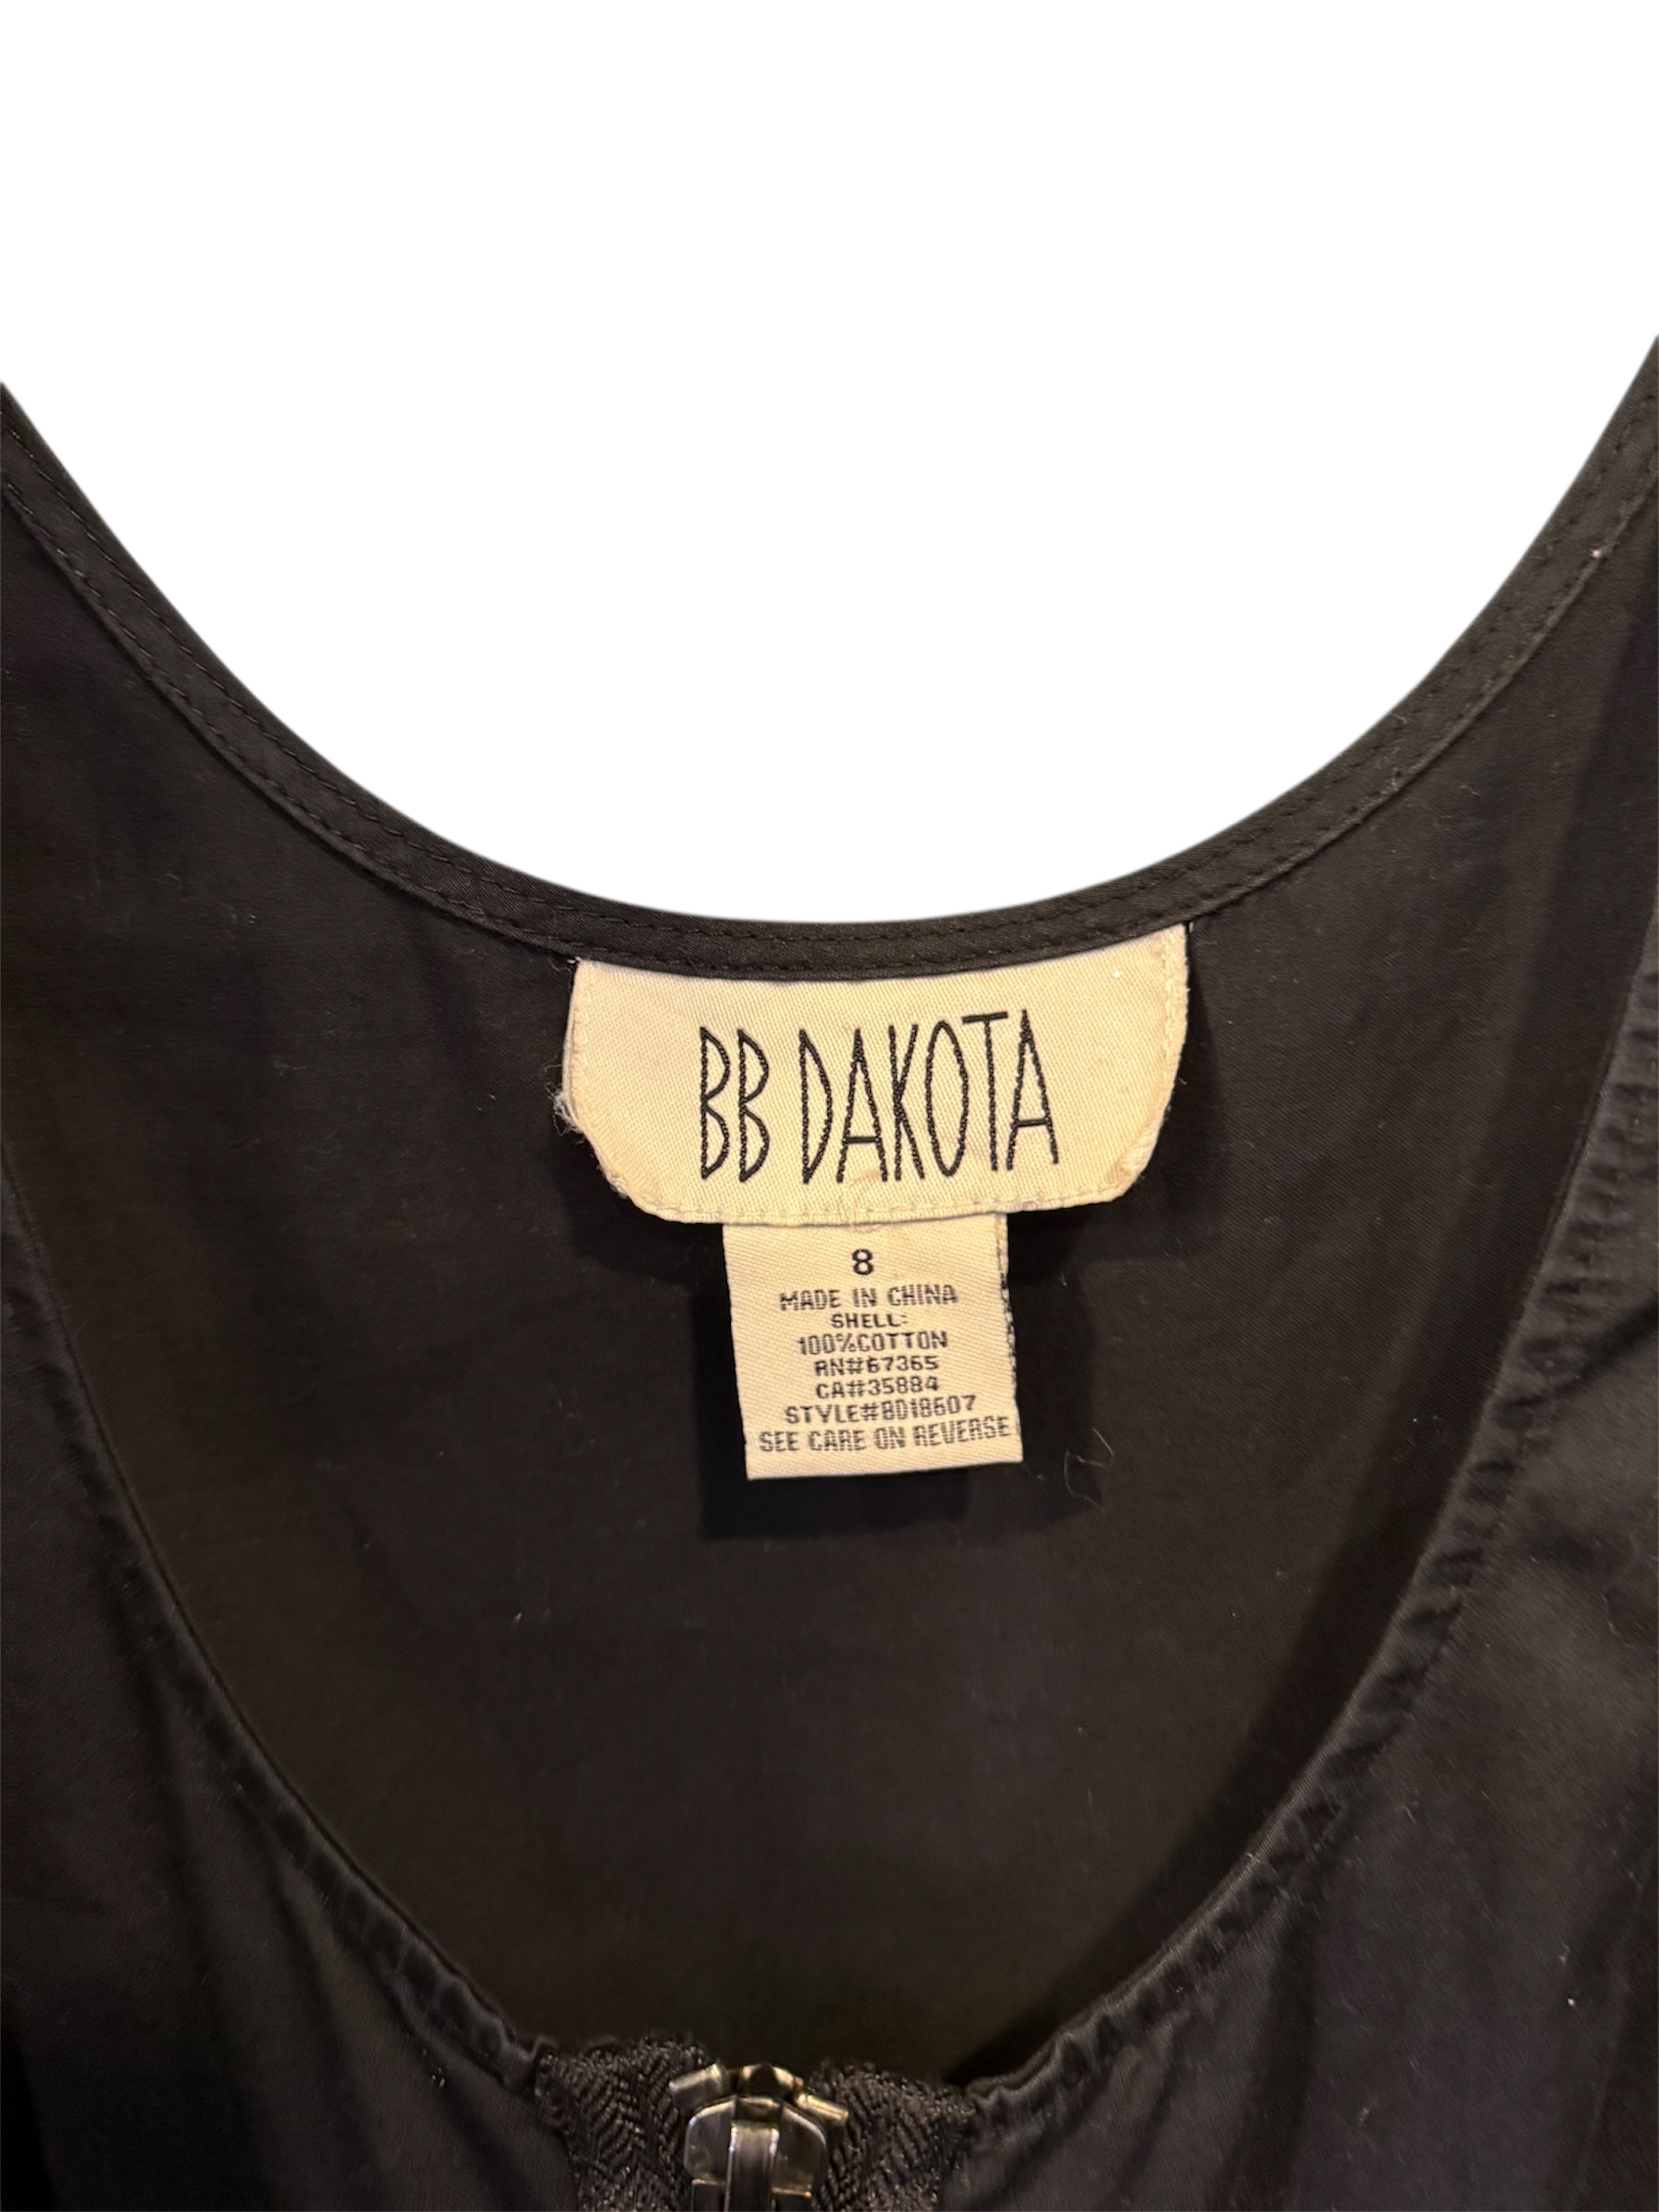 BB DAKOTA
8
MADE IN CHINA
SHELL:
100%COTTON
RN#67365
CA#35884
STYLE#BD18607
SEE CARE ON REVERSE